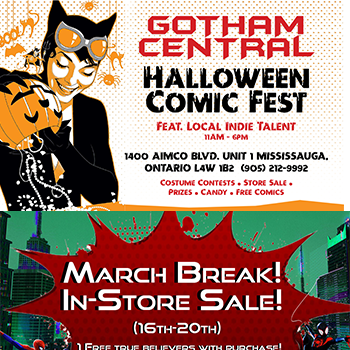 GOTHAM
CENTRAL
HALLOWEEN
COMIC FEST
FEAT. LOCAL INDIE TALENT
11AM - 6PM
1400 AIMCO BLVD. UNIT 1 MISSISSAUGA,
ONTARIO L4W 1B2 (905) 212-9992
COSTUME CONTESTS • STORE SALE •
PRIZES • CANDY • FREE COMICS
MARCH BREAK!
IN-STORE SALE!
(16TH-20TH)
1 FREE TRUE BELIEVERS WITH PURCHASE!